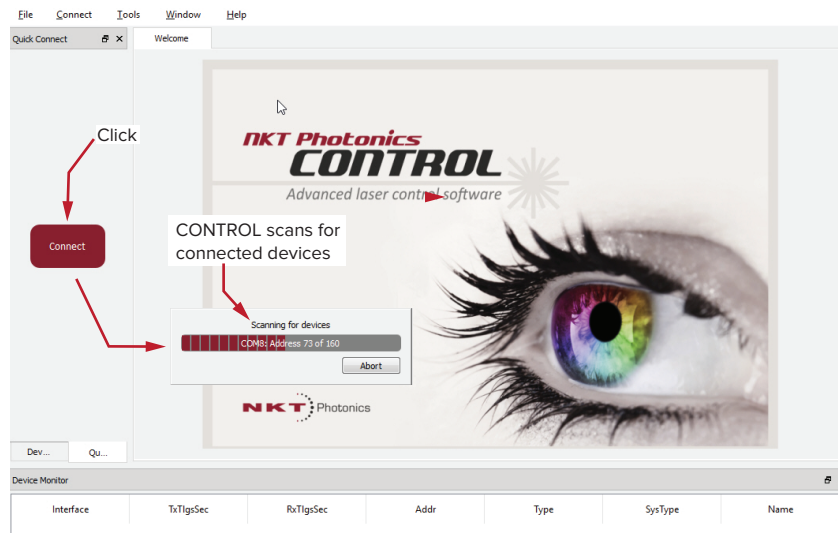 File Connect Tools Window Help
Quick Connect
Welcome
Click
NKT Photonics
CONTROL
Advanced laser control software
CONTROL scans for
connected devices
Connect
Scanning for devices
COM8: Address 73 of 160
Abort
NKT Photonics
Dev... Qu...
Device Monitor
Interface TxTlgsSec RxTlgsSec Addr Type SysType Name